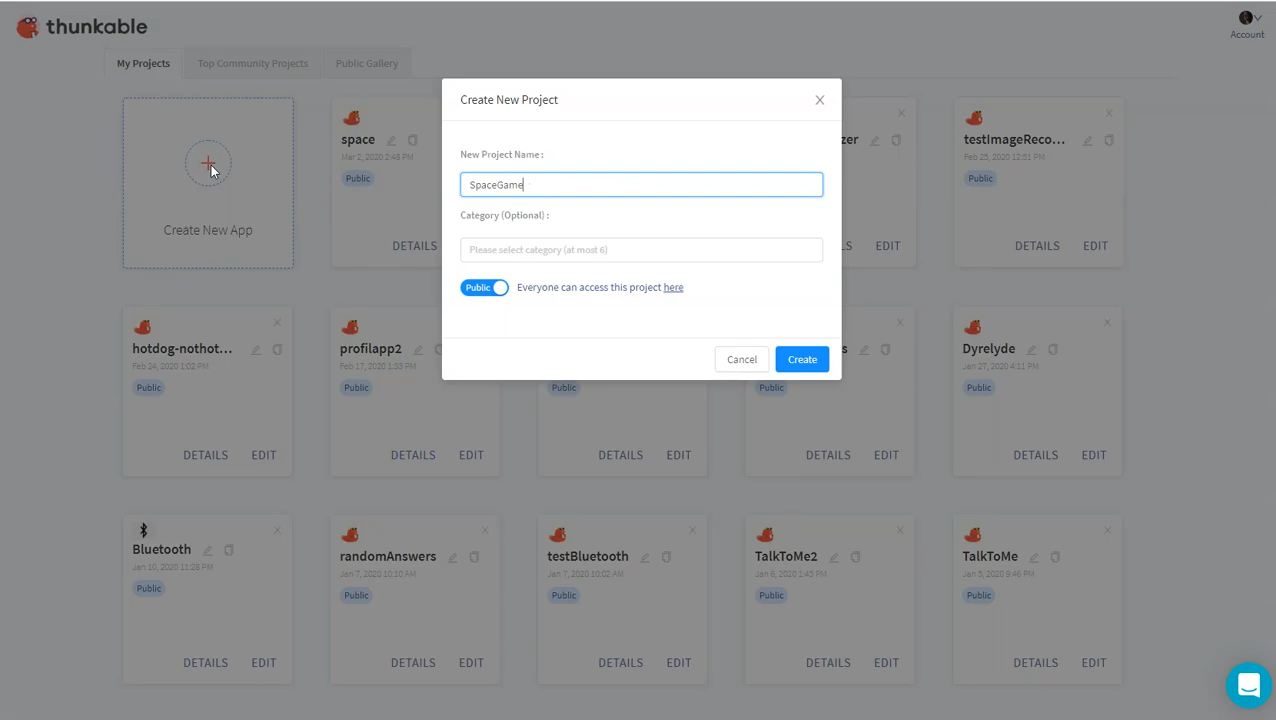 thunkable
Account
My Projects
Top Community Projects
Public Gallery
Create New Project
New Project Name :
SpaceGame
Category (Optional) :
Please select category (at most 6)
Public
Everyone can access this project here
Cancel
Create
Create New App
space
Mar 2, 2020 2:48 PM
Public
DETAILS
zer
LS
EDIT
testImageReco...
Feb 25, 2020 12:51 PM
Public
DETAILS
EDIT
hotdog-nothot...
Feb 24, 2020 1:02 PM
Public
DETAILS
EDIT
profilapp2
Feb 17, 2020 1:33 PM
Public
DETAILS
EDIT
Public
DETAILS
EDIT
s
Public
DETAILS
EDIT
Dyrelyde
Jan 27, 2020 4:11 PM
Public
DETAILS
EDIT
Bluetooth
Jan 10, 2020 11:28 PM
Public
DETAILS
EDIT
randomAnswers
Jan 7, 2020 10:10 AM
Public
DETAILS
EDIT
testBluetooth
Jan 7, 2020 10:02 AM
Public
DETAILS
EDIT
TalkToMe2
Jan 6, 2020 1:43 PM
Public
DETAILS
EDIT
TalkToMe
Jan 5, 2020 9:46 PM
Public
DETAILS
EDIT